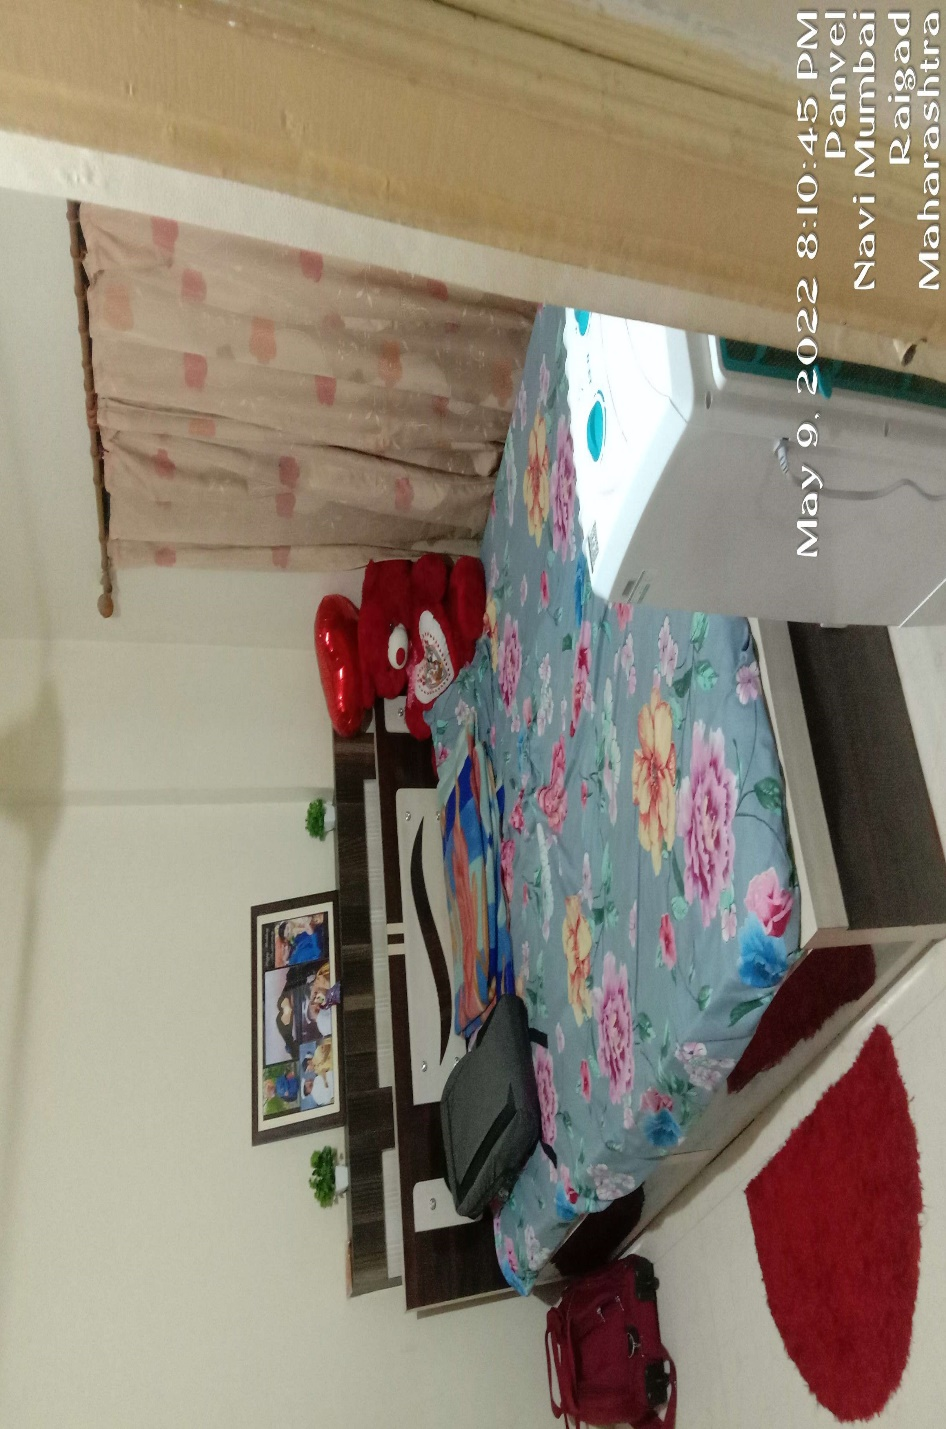 May 9, 2022 8:10:45 PM
Panvel
Navi Mumbai
Raigad
Maharashtra